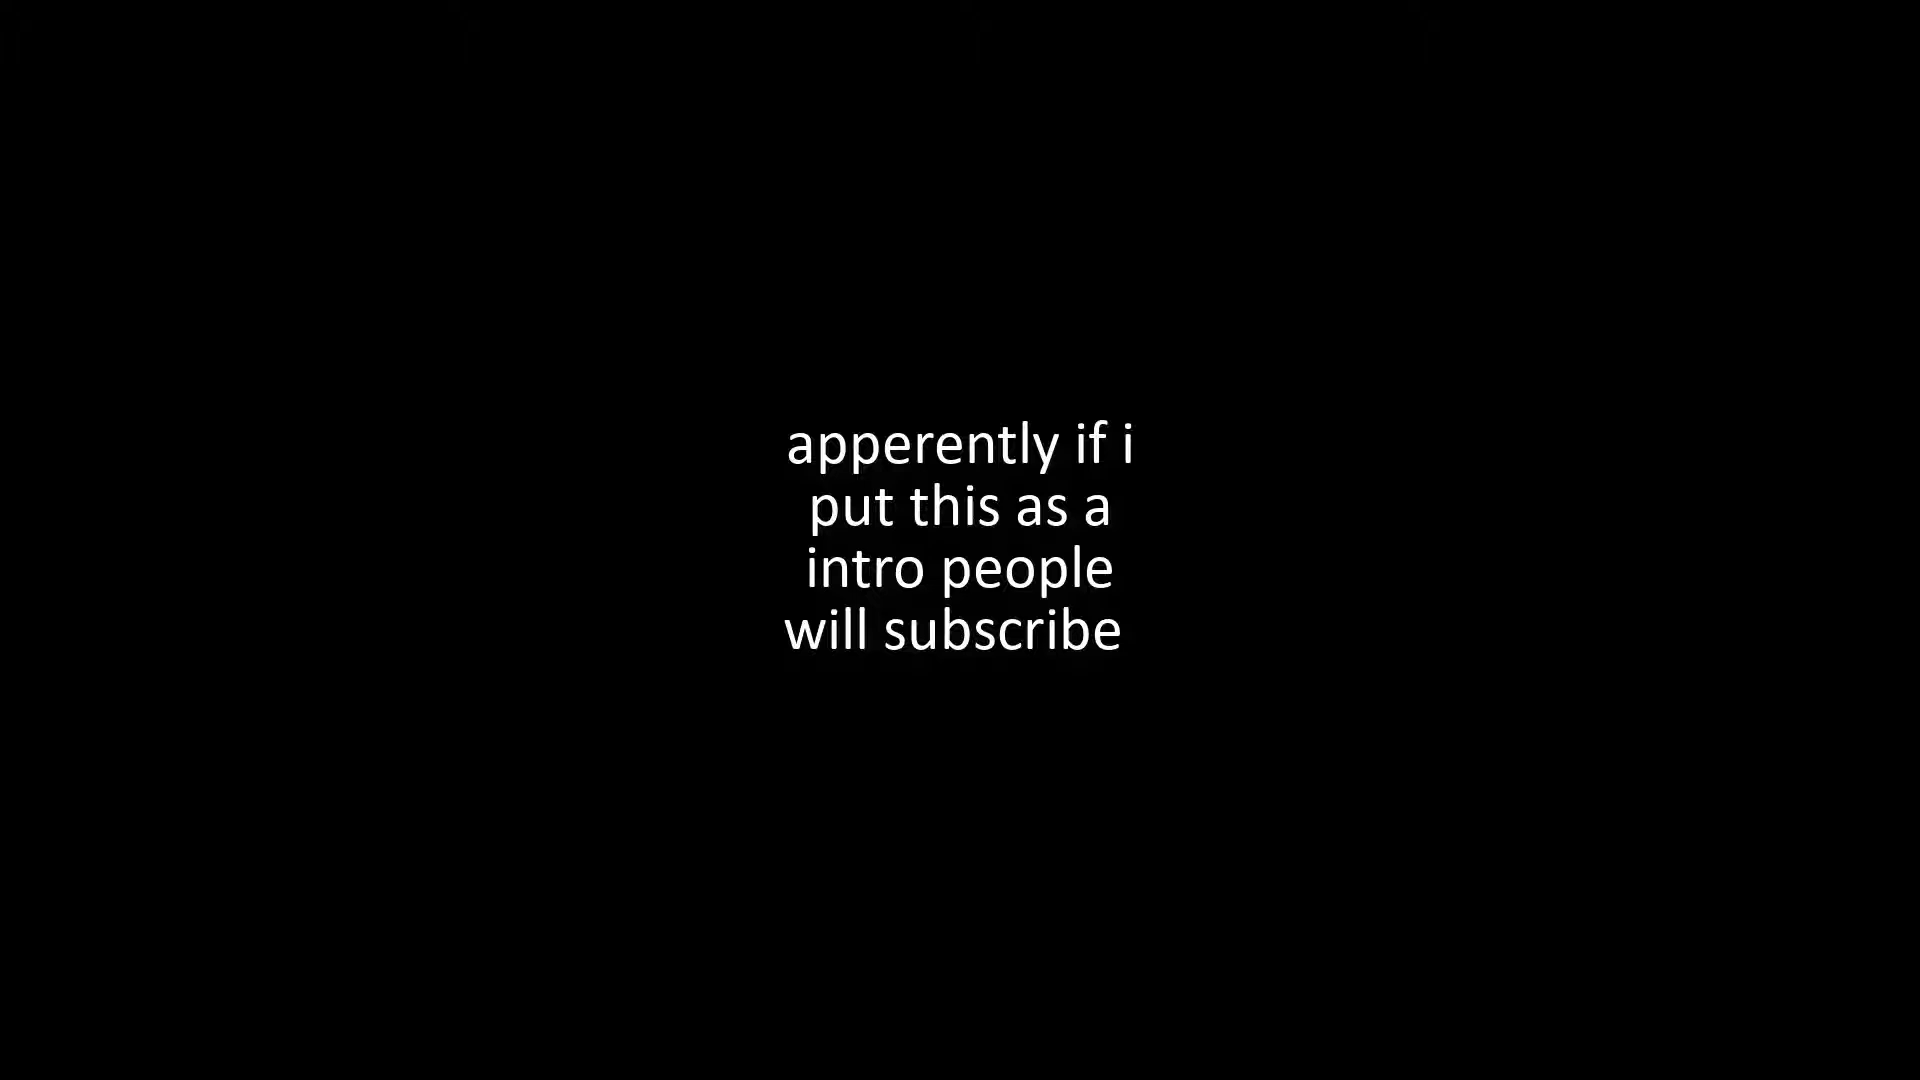 apperently if i
put this as a
intro people
will subscribe